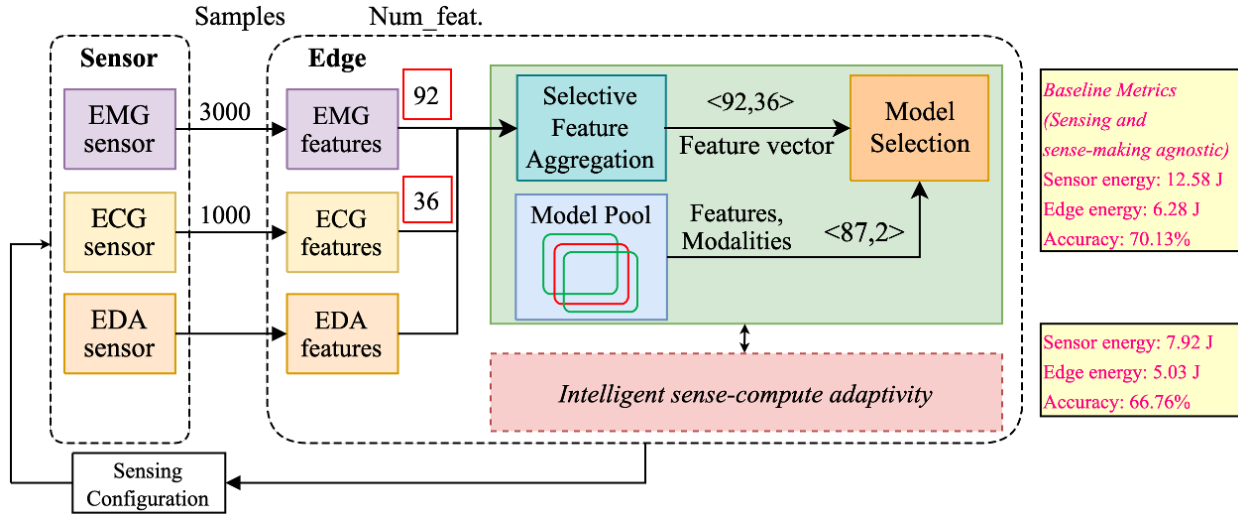 Samples
Num_feat.
Sensor
Edge
EMG
sensor
3000
EMG
features
92
ECG
sensor
1000
ECG
features
36
EDA
sensor
EDA
features
Selective
Feature
Aggregation
<92,36>
Feature vector
Model
Selection
Model Pool
Features,
Modalities
<87,2>
Intelligent sense-compute adaptivity
Sensing
Configuration
Baseline Metrics
(Sensing and
sense-making agnostic)
Sensor energy: 12.58 J
Edge energy: 6.28 J
Accuracy: 70.13%
Sensor energy: 7.92 J
Edge energy: 5.03 J
Accuracy: 66.76%